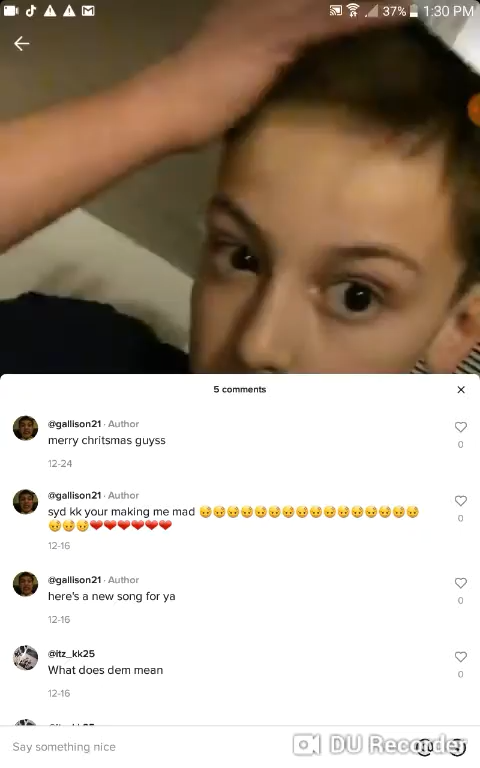 37% 1:30 PM
5 comments
@gallison21 · Author
merry chritsmas guyss
12-24
0
@gallison21 · Author
syd kk your making me mad 😢😢😢😢😢😢😢😢😢😢😢😢😢😢😢😢
😢😢😢❤❤❤❤❤❤
12-16
0
@gallison21 · Author
here's a new song for ya
12-16
0
@itz_kk25
What does dem mean
12-16
0
Say something nice
DU Recorder